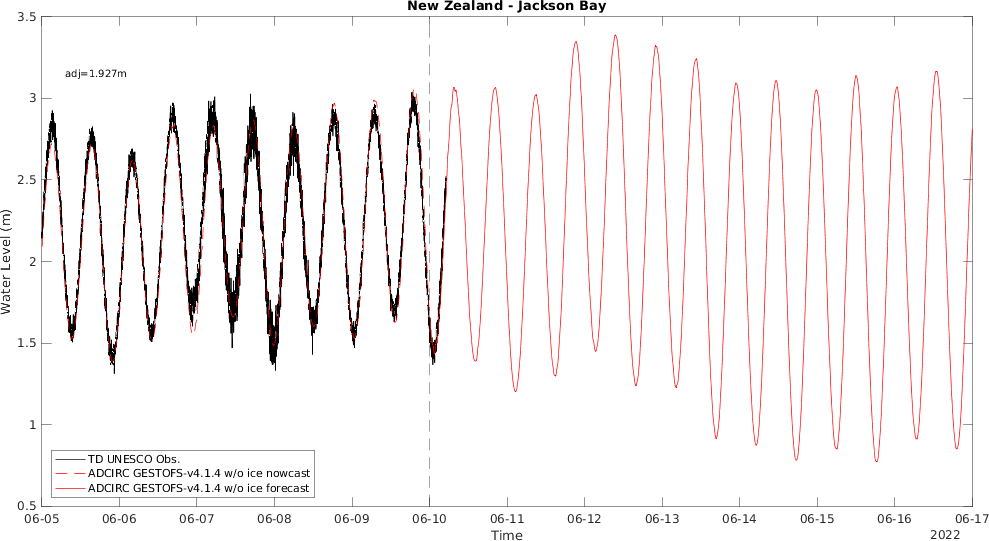 New Zealand - Jackson Bay
adj=1.927m
Water Level (m)
3.5
3
2.5
2
1.5
1
0.5
TD UNESCO Obs.
ADCIRC GESTOFS-v4.1.4 w/o ice nowcast
ADCIRC GESTOFS-v4.1.4 w/o ice forecast
06-05 06-06 06-07 06-08 06-09 06-10 06-11 06-12 06-13 06-14 06-15 06-16 06-17
Time
2022